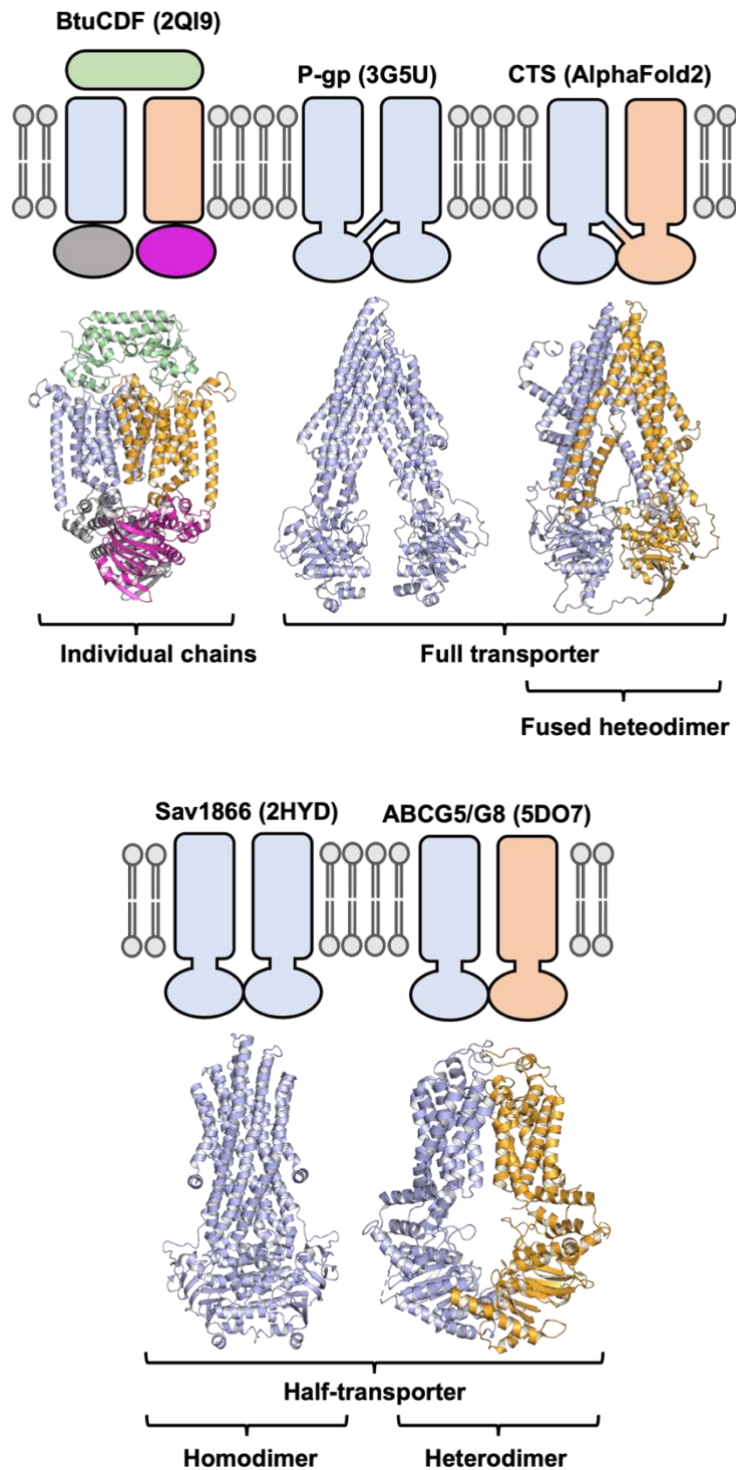 BtuCDF (2QI9)
P-gp (3G5U)
CTS (AlphaFold2)
Individual chains
Full transporter
Fused heteodimer
Sav1866 (2HYD)
ABCG5/G8 (5DO7)
Half-transporter
Homodimer
Heterodimer